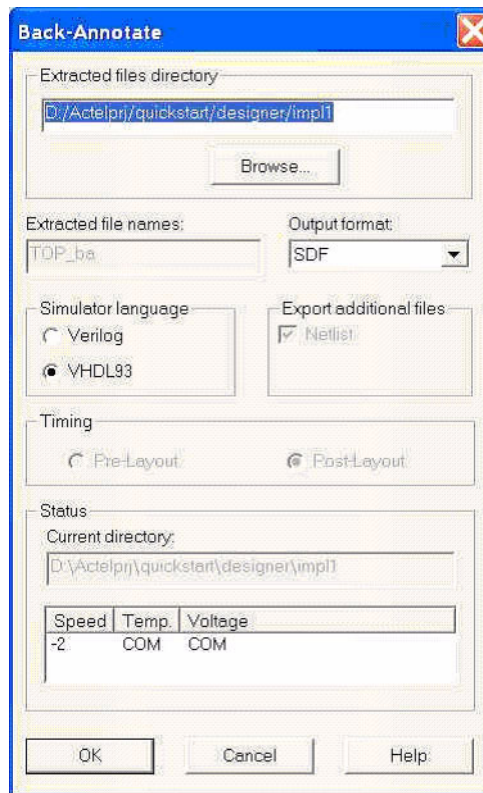 Back-Annotate
Extracted files directory
D:/Actelprj/quickstart/designer/impl1
Browse...
Extracted file names: Output format:
TOP_ba SDF
Simulator language Export additional files
Verilog Netlist
VHDL93
Timing
Pre-Layout Post-Layout
Status
Current directory:
D:\Actelprj\quickstart\designer\impl1
Speed Temp. Voltage
-2 COM COM
OK Cancel Help